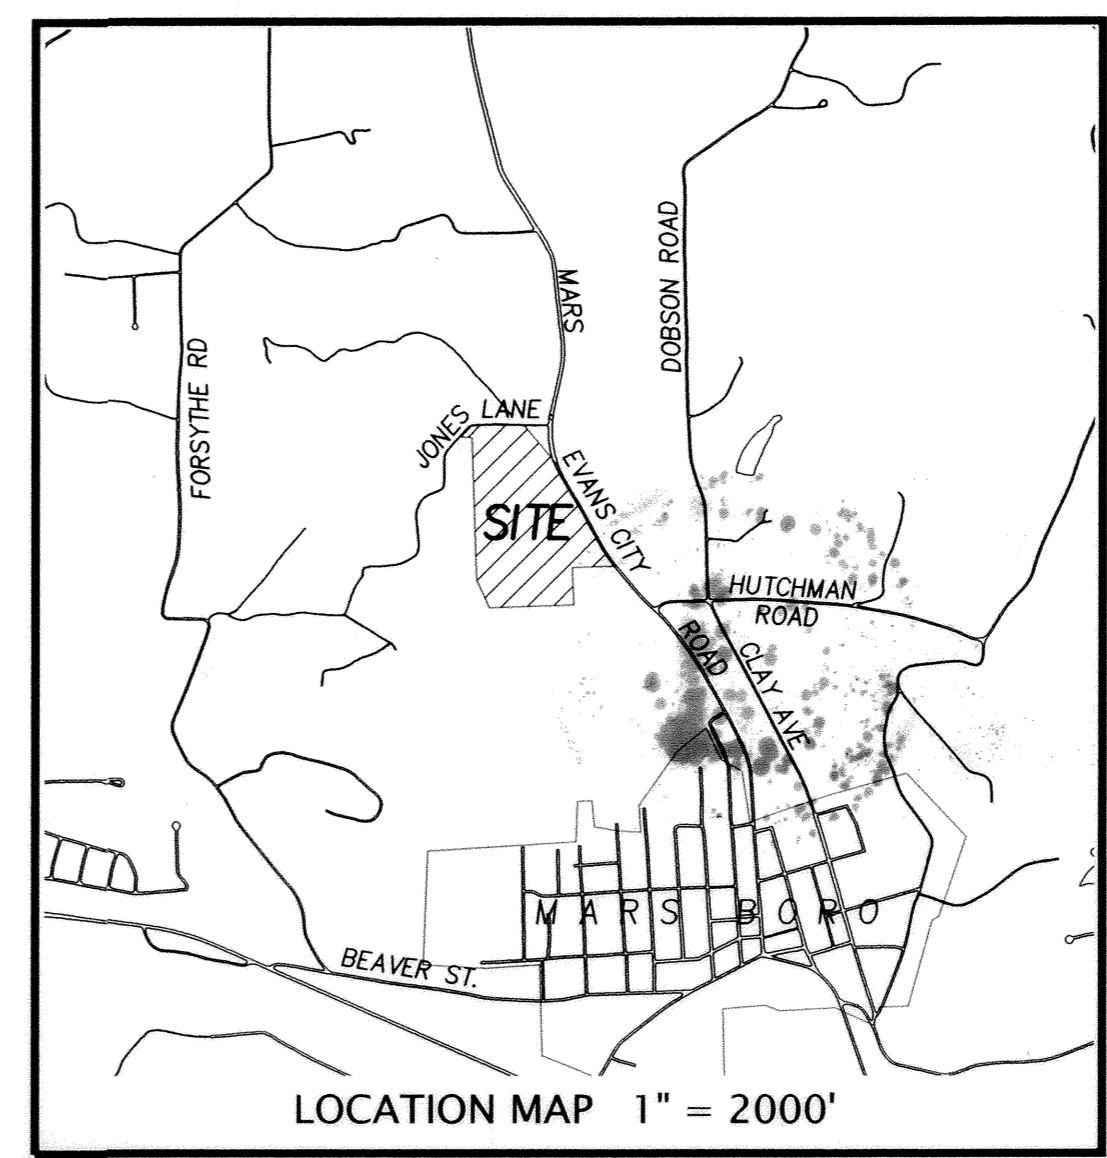 MARS
DOBSON ROAD
FORSYTHE RD
JONES LANE
EVANS CITY
SITE
HUTCHMAN
ROAD
ROAD
CLAY AVE
MARS BORO
BEAVER ST.
LOCATION MAP 1" = 2000'